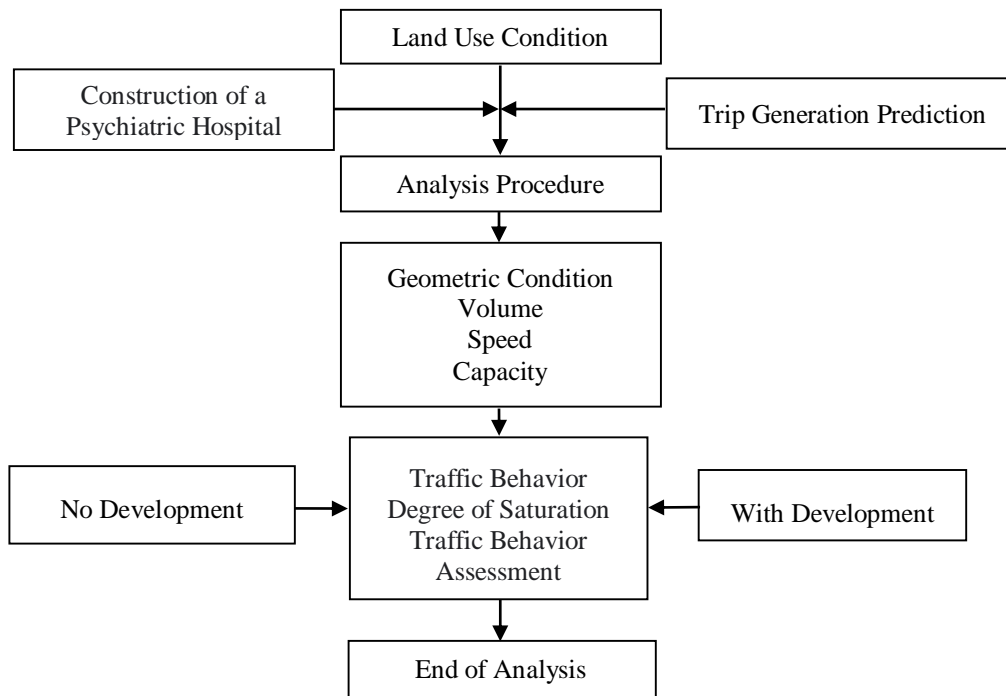 Land Use Condition
Construction of a
Psychiatric Hospital
Trip Generation Prediction
Analysis Procedure
Geometric Condition
Volume
Speed
Capacity
No Development
Traffic Behavior
Degree of Saturation
Traffic Behavior
Assessment
With Development
End of Analysis